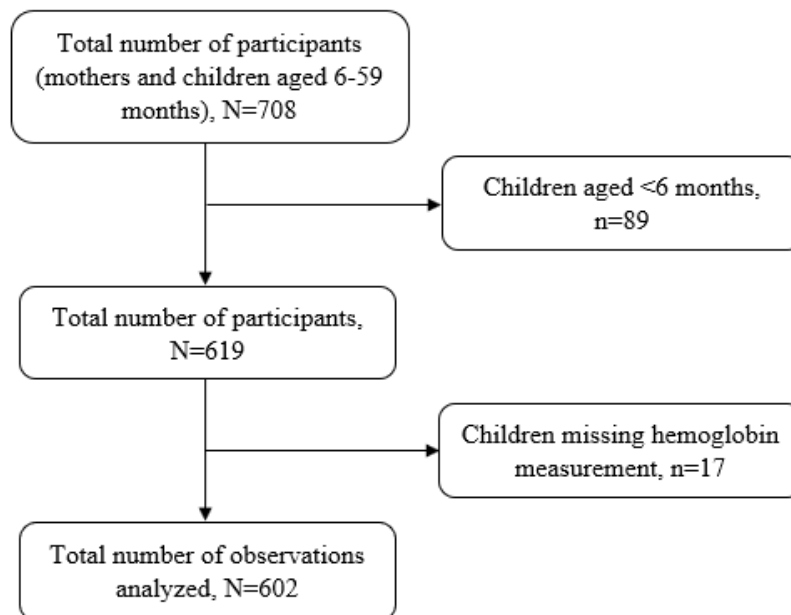 Total number of participants
(mothers and children aged 6-59
months), N=708
Children aged <6 months,
n=89
Total number of participants,
N=619
Children missing hemoglobin
measurement, n=17
Total number of observations
analyzed, N=602